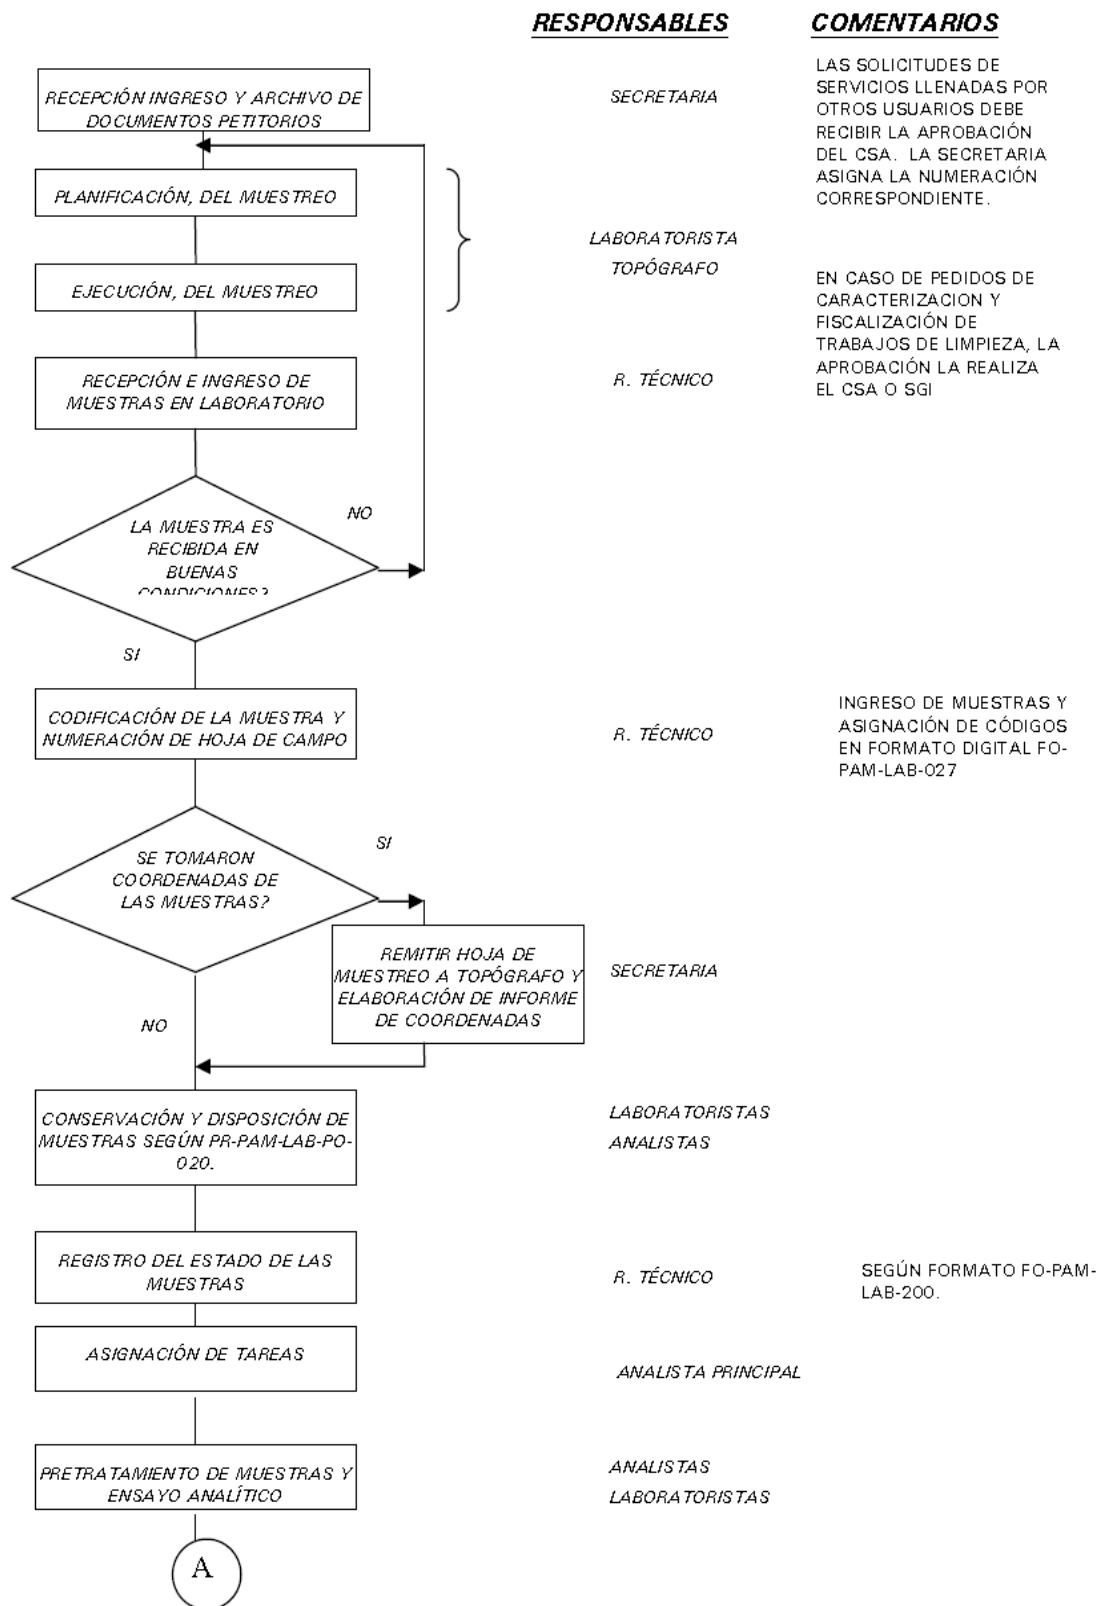 RESPONSABLES
COMENTARIOS
RECEPCIÓN INGRESO Y ARCHIVO DE
DOCUMENTOS PETITORIOS
SECRETARIA
LAS SOLICITUDES DE
SERVICIOS LLENADAS POR
OTROS USUARIOS DEBE
RECIBIR LA APROBACIÓN
DEL CSA. LA SECRETARIA
ASIGNA LA NUMERACIÓN
CORRESPONDIENTE.
PLANIFICACIÓN, DEL MUESTREO
LABORATORISTA
TOPÓGRAFO
EJECUCIÓN, DEL MUESTREO
EN CASO DE PEDIDOS DE
CARACTERIZACION Y
FISCALIZACIÓN DE
TRABAJOS DE LIMPIEZA, LA
APROBACIÓN LA REALIZA
EL CSA O SGI
RECEPCIÓN E INGRESO DE
MUESTRAS EN LABORATORIO
R. TÉCNICO
LA MUESTRA ES
RECIBIDA EN
BUENAS
CONDICIONES?
NO
SI
CODIFICACIÓN DE LA MUESTRA Y
NUMERACIÓN DE HOJA DE CAMPO
R. TÉCNICO
INGRESO DE MUESTRAS Y
ASIGNACIÓN DE CÓDIGOS
EN FORMATO DIGITAL FO-
PAM-LAB-027
SE TOMARON
COORDENADAS DE
LAS MUESTRAS?
SI
REMITIR HOJA DE
MUESTREO A TOPÓGRAFO Y
ELABORACIÓN DE INFORME
DE COORDENADAS
SECRETARIA
NO
CONSERVACIÓN Y DISPOSICIÓN DE
MUESTRAS SEGÚN PR-PAM-LAB-PO-
020.
LABORATORISTAS
ANALISTAS
REGISTRO DEL ESTADO DE LAS
MUESTRAS
R. TÉCNICO
SEGÚN FORMATO FO-PAM-
LAB-200.
ASIGNACIÓN DE TAREAS
ANALISTA PRINCIPAL
PRETRATAMIENTO DE MUESTRAS Y
ENSAYO ANALÍTICO
ANALISTAS
LABORATORISTAS
A